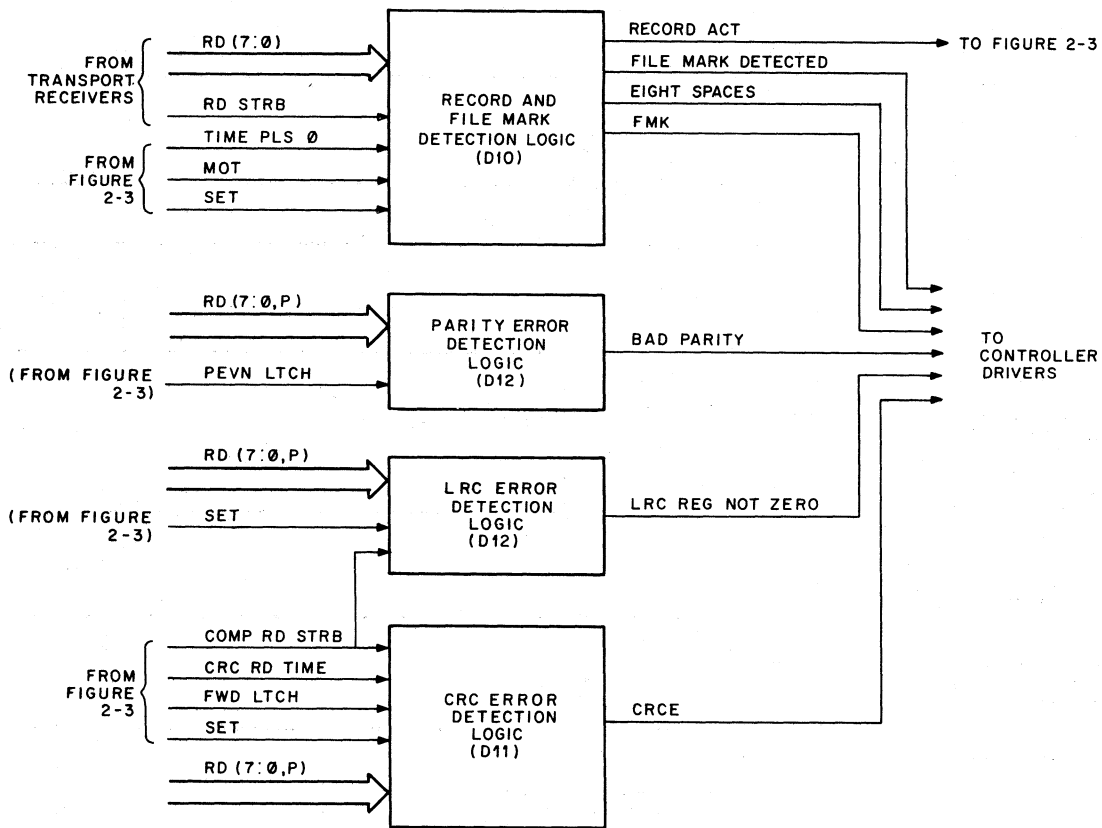 RD (7:0)
FROM
TRANSPORT
RECEIVERS
RD STRB
TIME PLS 0
FROM
FIGURE
2-3
MOT
SET
RECORD AND
FILE MARK
DETECTION LOGIC
(D10)
RECORD ACT
TO FIGURE 2-3
FILE MARK DETECTED
EIGHT SPACES
FMK
RD (7:0,P)
(FROM FIGURE
2-3)
PEVN LTCH
PARITY ERROR
DETECTION
LOGIC
(D12)
BAD PARITY
TO
CONTROLLER
DRIVERS
RD (7:0,P)
(FROM FIGURE
2-3)
SET
LRC ERROR
DETECTION
LOGIC
(D12)
LRC REG NOT ZERO
COMP RD STRB
FROM
FIGURE
2-3
CRC RD TIME
FWD LTCH
SET
RD (7:0,P)
CRC ERROR
DETECTION
LOGIC
(D11)
CRCE